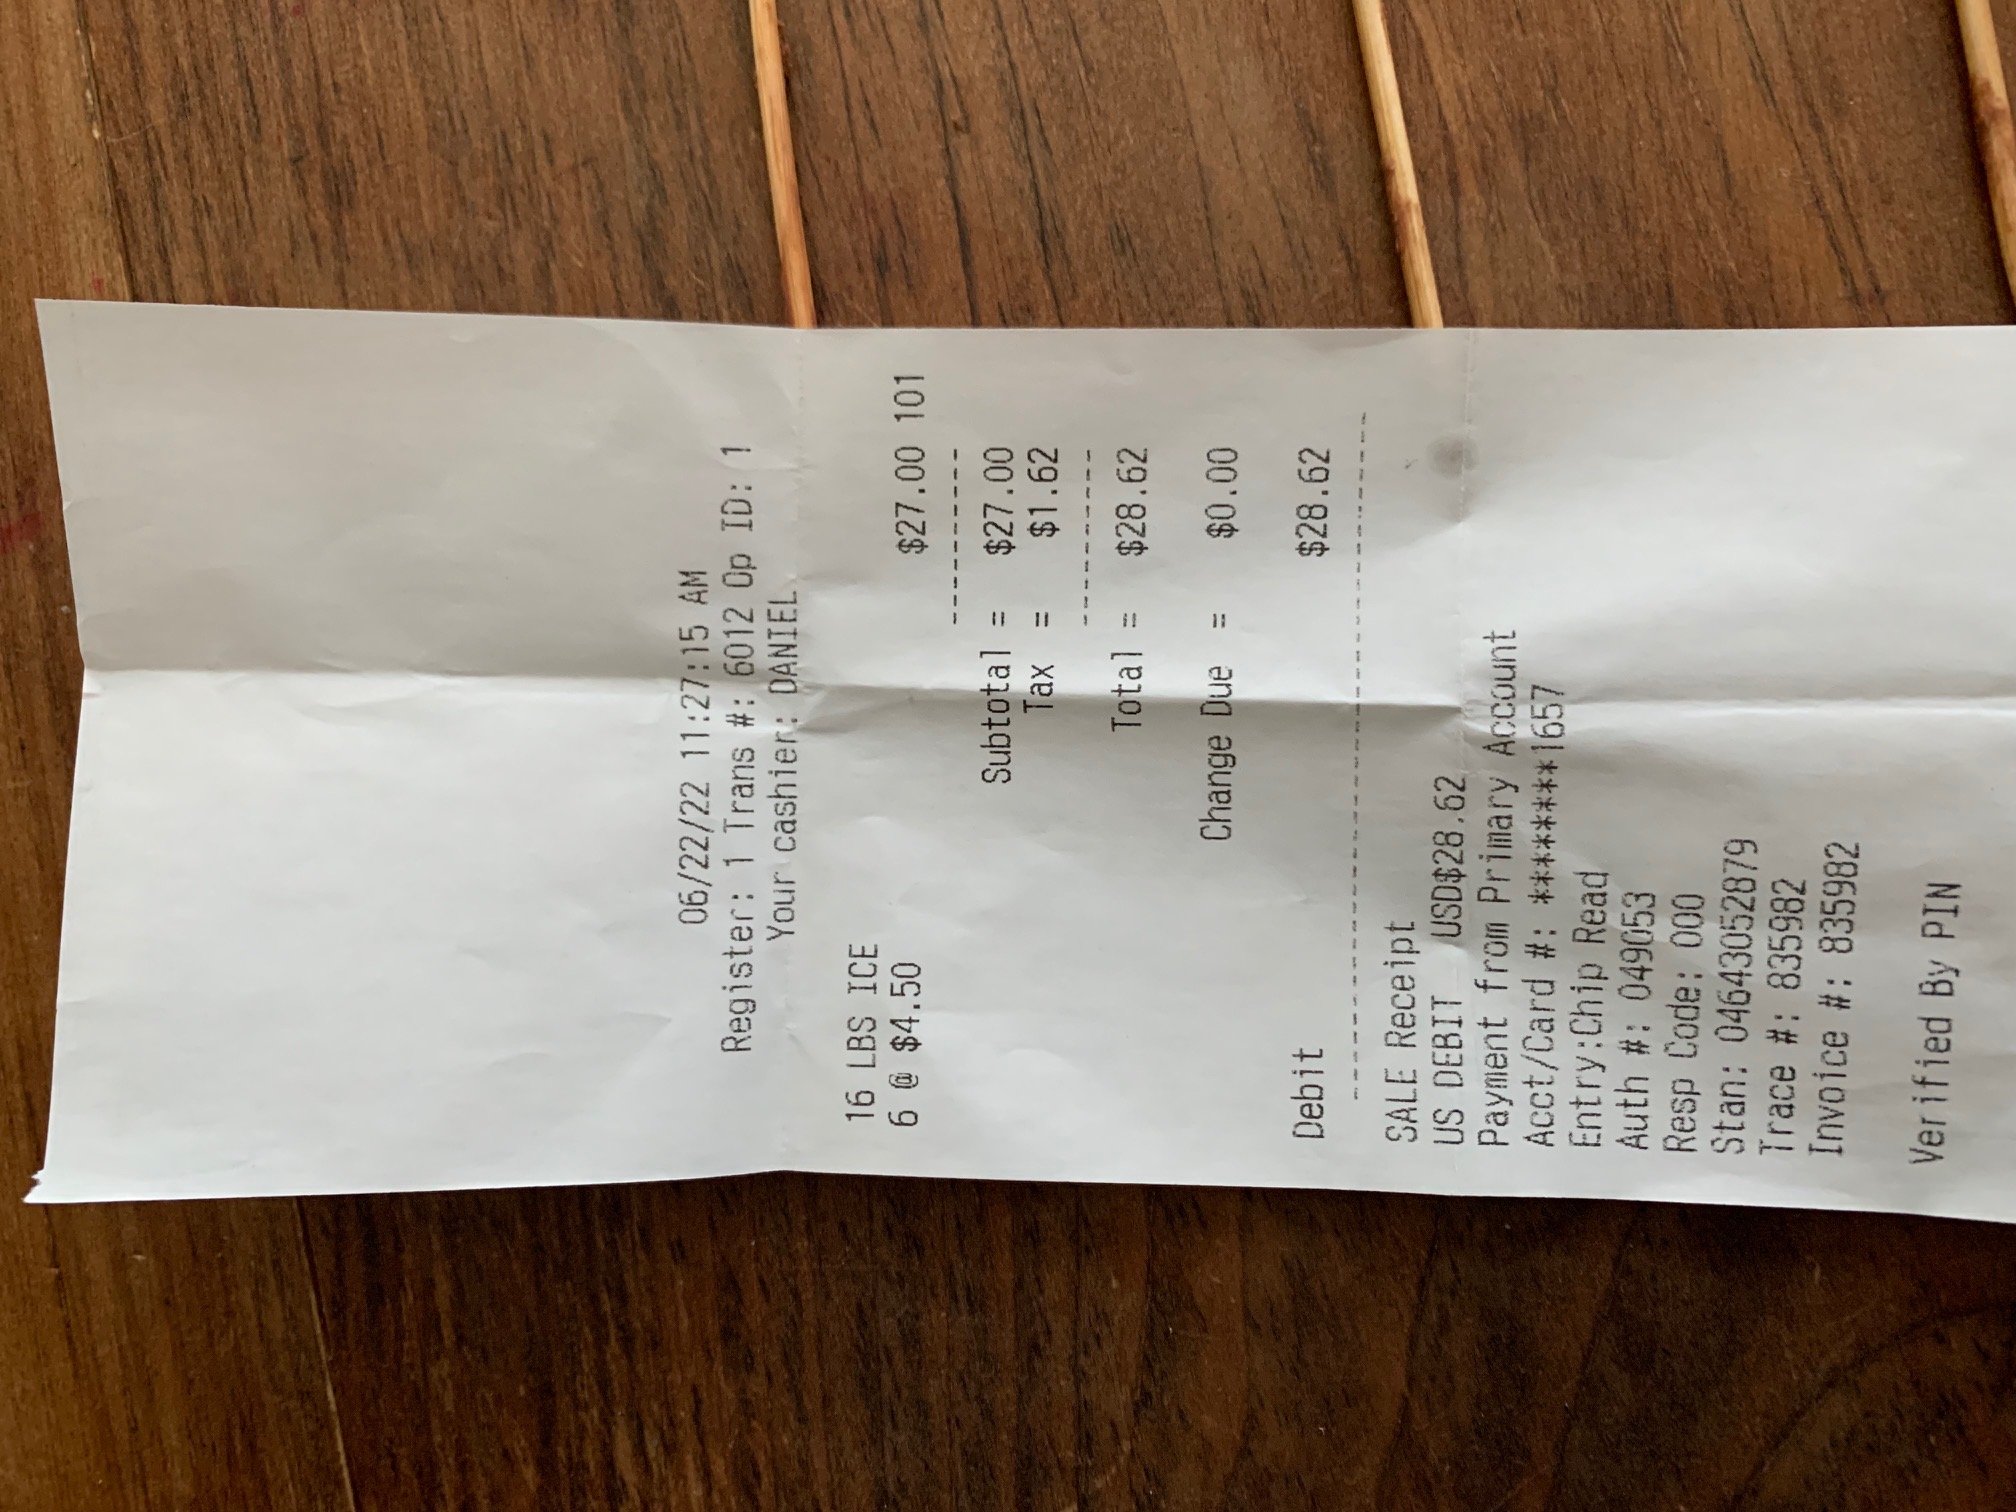 06/22/22 11:27:15 AM
Register: 1 Trans #: 6012 Op ID: 1
Your cashier: DANIEL
16 LBS ICE
6 @ $4.50 $27.00 101
---------
Subtotal = $27.00
Tax = $1.62
---------
Total = $28.62
Change Due = $0.00
Debit $28.62
-----------------------------------
SALE Receipt
US DEBIT USD$28.62
Payment from Primary Account
Acct/Card #: *******1657
Entry:Chip Read
Auth #: 049053
Resp Code: 000
Stan: 04643052879
Trace #: 835982
Invoice #: 835982
Verified By PIN